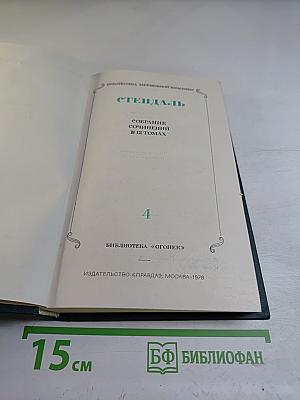 БИБЛИОТЕКА ЗАРУБЕЖНОЙ КЛАССИКИ
СТЕНДАЛЬ
СОБРАНИЕ
СОЧИНЕНИЙ
В 12 ТОМАХ
4
БИБЛИОТЕКА «ОГОНЕК»
ИЗДАТЕЛЬСТВО «ПРАВДА», МОСКВА-1978
15 СМ
БФ БИБЛИОФАН